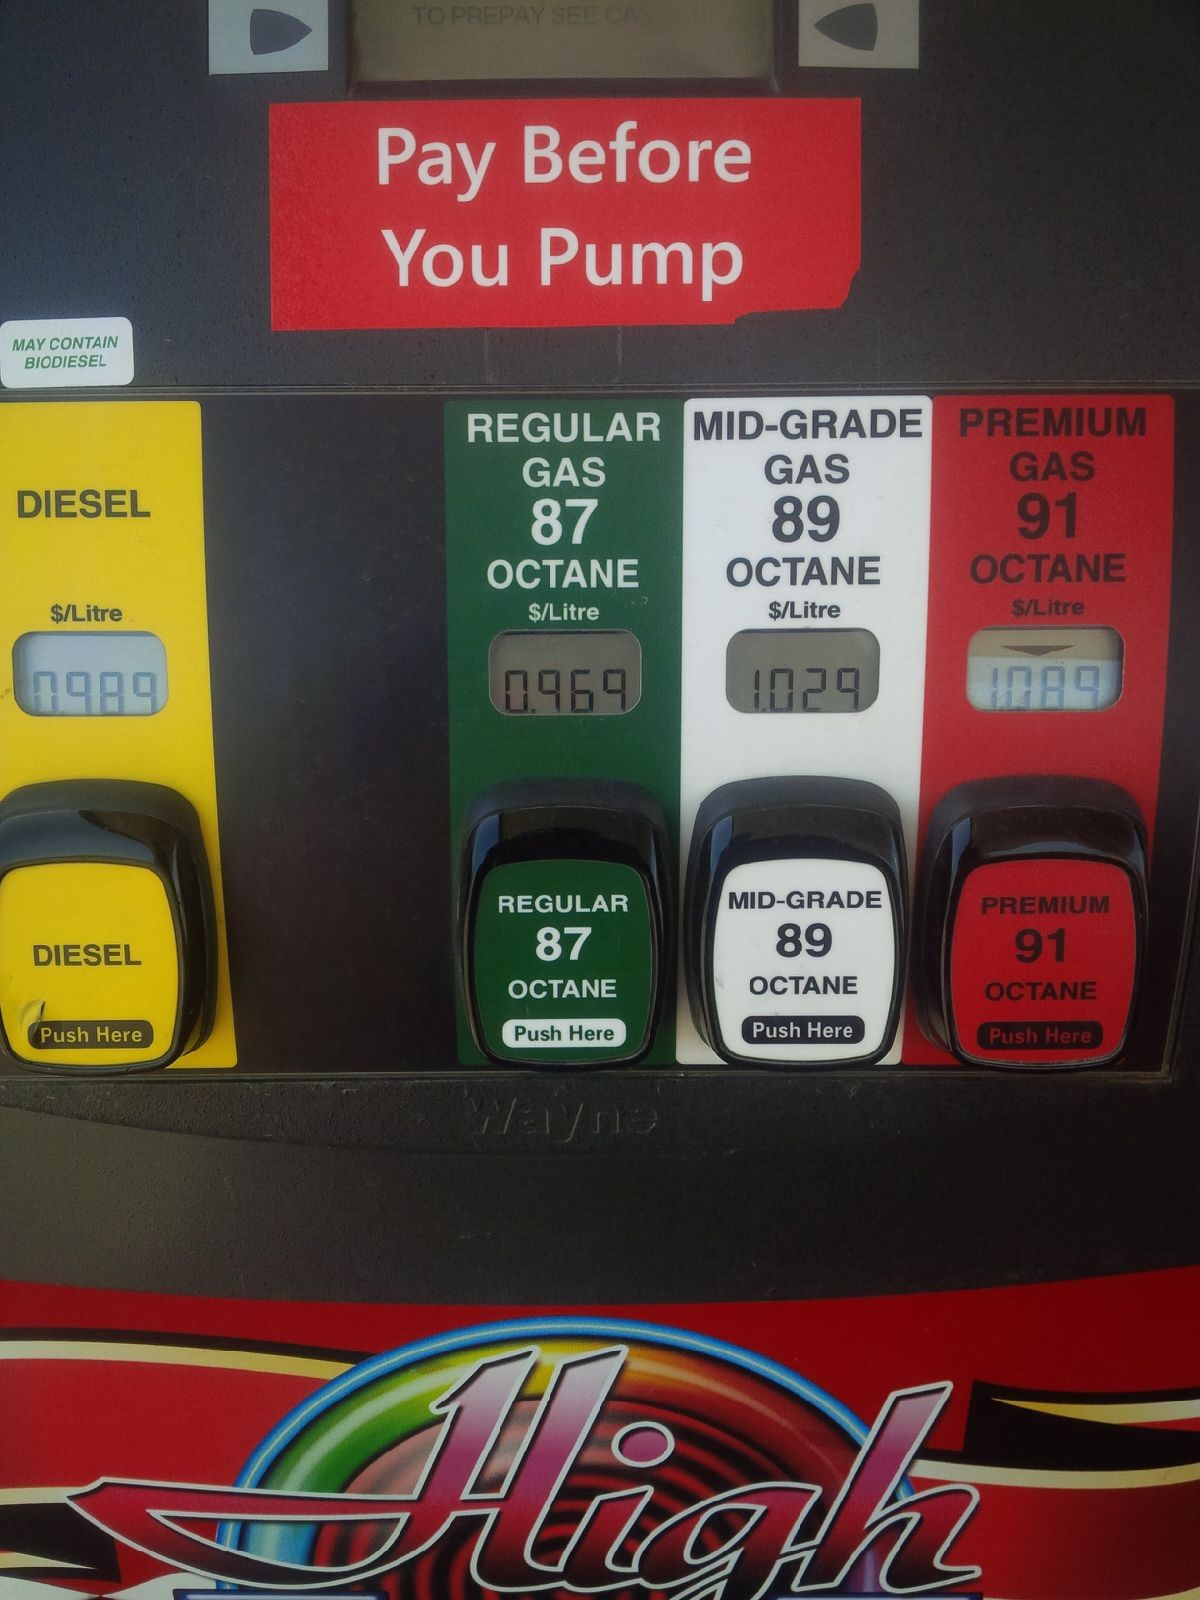 TO PREPAY SEE
Pay Before
You Pump
MAY CONTAIN
BIODIESEL
DIESEL
$/Litre
0.989
REGULAR
GAS
87
OCTANE
$/Litre
0.969
MID-GRADE
GAS
89
OCTANE
$/Litre
1.029
PREMIUM
GAS
91
OCTANE
$/Litre
1.089
DIESEL
Push Here
REGULAR
87
OCTANE
Push Here
MID-GRADE
89
OCTANE
Push Here
PREMIUM
91
OCTANE
Push Here
Wayne
High